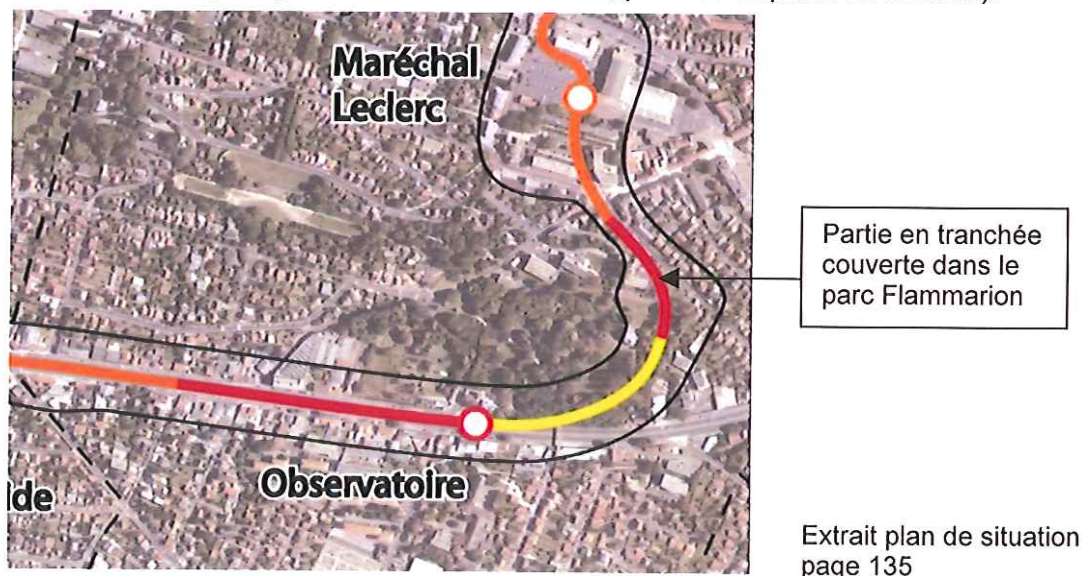 Maréchal
Leclerc
Partie en tranchée
couverte dans le
parc Flammarion
Observatoire
Extrait plan de situation
page 135